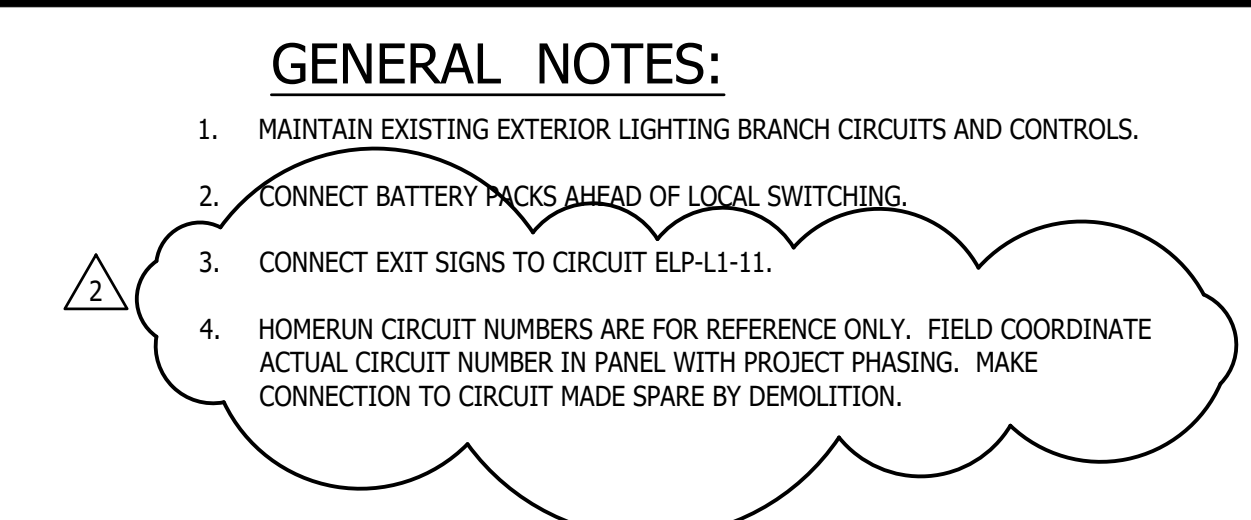 GENERAL NOTES:
1. MAINTAIN EXISTING EXTERIOR LIGHTING BRANCH CIRCUITS AND CONTROLS.
2. CONNECT BATTERY PACKS AHEAD OF LOCAL SWITCHING.
3. CONNECT EXIT SIGNS TO CIRCUIT ELP-L1-11.
2
4. HOMERUN CIRCUIT NUMBERS ARE FOR REFERENCE ONLY. FIELD COORDINATE
ACTUAL CIRCUIT NUMBER IN PANEL WITH PROJECT PHASING. MAKE
CONNECTION TO CIRCUIT MADE SPARE BY DEMOLITION.